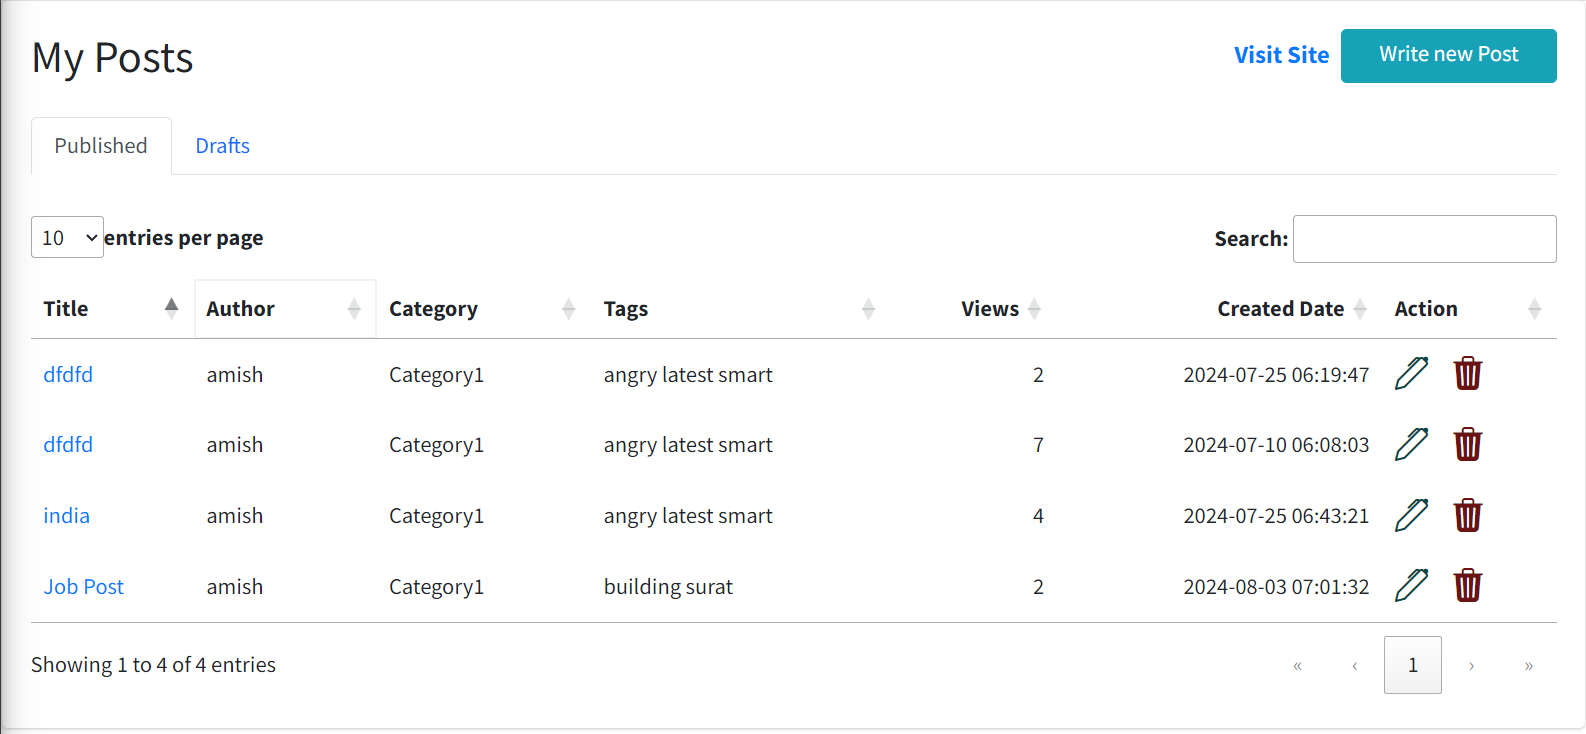 My Posts
Visit Site
Write new Post
Published
Drafts
10 entries per page
Search:
Title Author Category Tags Views Created Date Action
dfdfd amish Category1 angry latest smart 2 2024-07-25 06:19:47
dfdfd amish Category1 angry latest smart 7 2024-07-10 06:08:03
india amish Category1 angry latest smart 4 2024-07-25 06:43:21
Job Post amish Category1 building surat 2 2024-08-03 07:01:32
Showing 1 to 4 of 4 entries
« ‹ 1 › »